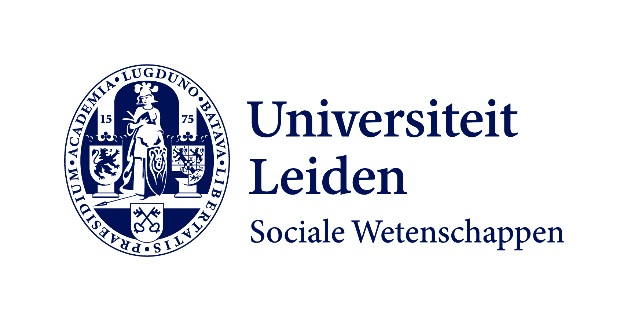 ACADEMIA · LUGDUNO · BATAVA · LIBERTATIS · PRAESIDIUM ·
15 75
Universiteit
Leiden
Sociale Wetenschappen